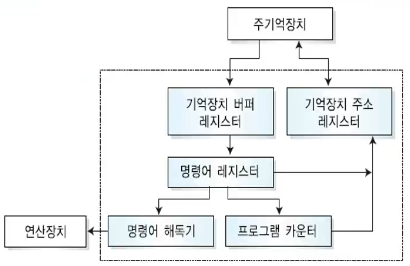 주기억장치
기억장치 버퍼
레지스터
기억장치 주소
레지스터
명령어 레지스터
연산장치
명령어 해독기
프로그램 카운터